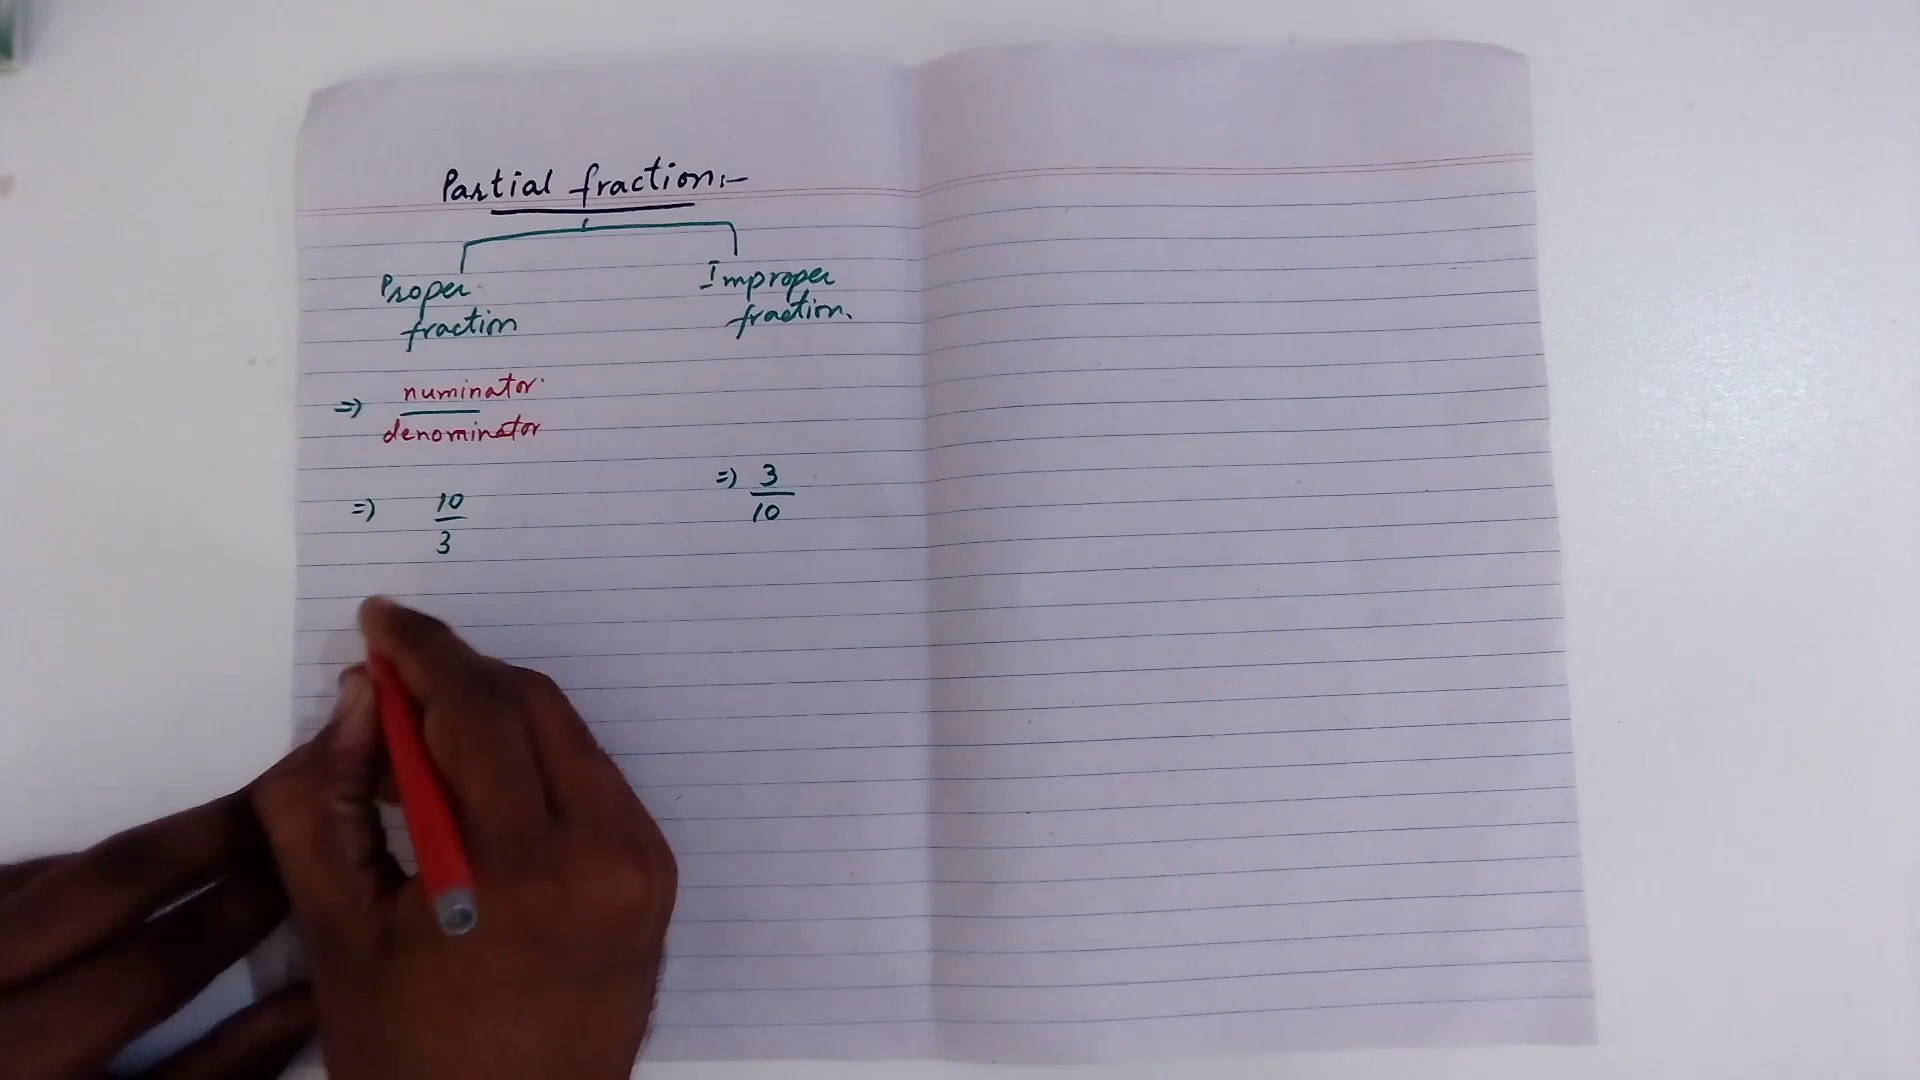 Partial fraction:-
Proper
fraction
Improper
fraction.
=> numinator
denominator
=> 10
3
=> 3
10